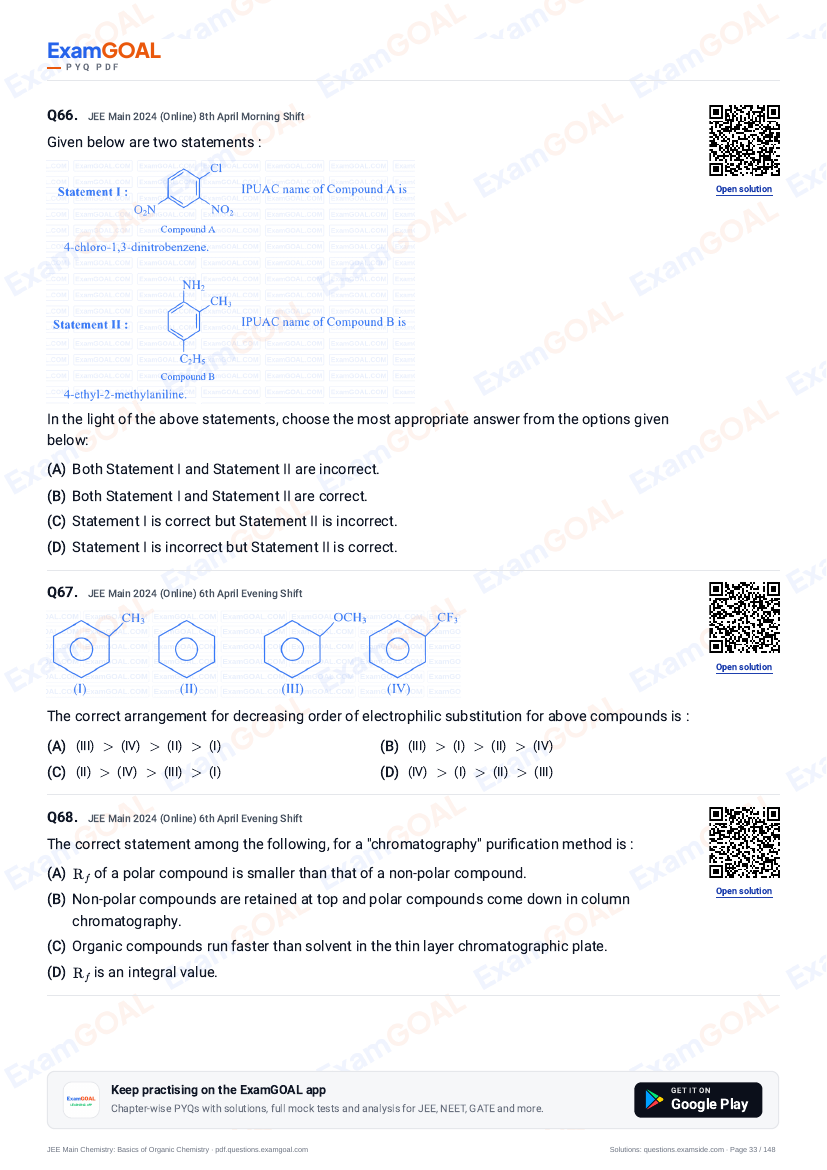 ExamGOAL
PYQ PDF
Q66. JEE Main 2024 (Online) 8th April Morning Shift
Given below are two statements :
Open solution
Cl
Statement I :
IPUAC name of Compound A is
O₂N
NO₂
Compound A
4-chloro-1,3-dinitrobenzene.
NH₂
CH₃
Statement II :
IPUAC name of Compound B is
C₂H₅
Compound B
4-ethyl-2-methylaniline.
In the light of the above statements, choose the most appropriate answer from the options given
below:
(A) Both Statement I and Statement II are incorrect.
(B) Both Statement I and Statement II are correct.
(C) Statement I is correct but Statement II is incorrect.
(D) Statement I is incorrect but Statement II is correct.
Q67. JEE Main 2024 (Online) 6th April Evening Shift
Open solution
CH₃ OCH₃ CF₃
(I) (II) (III) (IV)
The correct arrangement for decreasing order of electrophilic substitution for above compounds is :
(A) (III) > (IV) > (II) > (I) (B) (III) > (I) > (II) > (IV)
(C) (II) > (IV) > (III) > (I) (D) (IV) > (I) > (II) > (III)
Q68. JEE Main 2024 (Online) 6th April Evening Shift
Open solution
The correct statement among the following, for a "chromatography" purification method is :
(A) R_f of a polar compound is smaller than that of a non-polar compound.
(B) Non-polar compounds are retained at top and polar compounds come down in column
chromatography.
(C) Organic compounds run faster than solvent in the thin layer chromatographic plate.
(D) R_f is an integral value.
ExamGOAL
Keep practising on the ExamGOAL app
Chapter-wise PYQs with solutions, full mock tests and analysis for JEE, NEET, GATE and more.
GET IT ON
Google Play
JEE Main Chemistry: Basics of Organic Chemistry · pdf.questions.examgoal.com
Solutions: questions.examside.com · Page 33 / 148